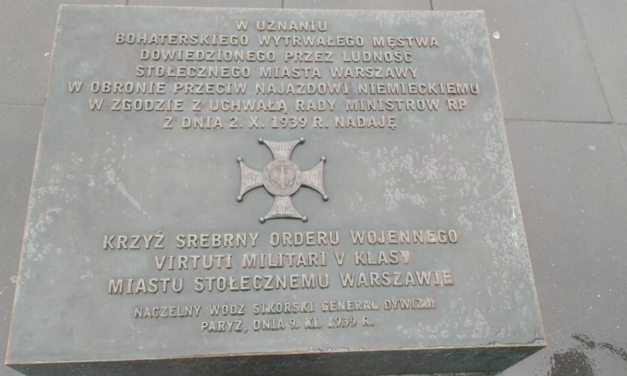 W UZNANIU
BOHATERSKIEGO WYTRWAŁEGO MĘSTWA
DOWIEDZIONEGO PRZEZ LUDNOŚĆ
STOŁECZNEGO MIASTA WARSZAWY
W OBRONIE PRZECIW NAJAZDOWI NIEMIECKIEMU
W ZGODZIE Z UCHWAŁĄ RADY MINISTRÓW RP
Z DNIA 2. X. 1939 R. NADAJĘ
KRZYŻ SREBRNY ORDERU WOJENNEGO
VIRTUTI MILITARI V KLASY
MIASTU STOŁECZNEMU WARSZAWIE
NACZELNY WÓDZ SIKORSKI GENERAŁ DYWIZJI
PARYŻ, DNIA 9. XI. 1939 R.